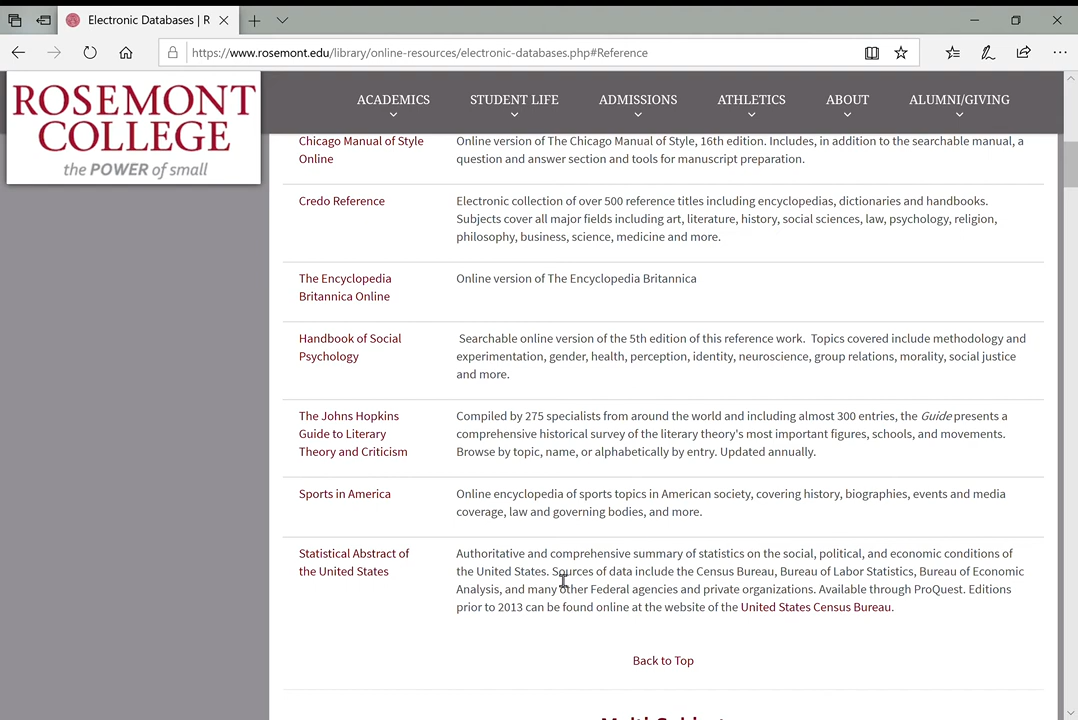 Electronic Databases | R
https://www.rosemont.edu/library/online-resources/electronic-databases.php#Reference
ROSEMONT
COLLEGE
the POWER of small
ACADEMICS
STUDENT LIFE
ADMISSIONS
ATHLETICS
ABOUT
ALUMNI/GIVING
Chicago Manual of Style
Online
Online version of The Chicago Manual of Style, 16th edition. Includes, in addition to the searchable manual, a
question and answer section and tools for manuscript preparation.
Credo Reference
Electronic collection of over 500 reference titles including encyclopedias, dictionaries and handbooks.
Subjects cover all major fields including art, literature, history, social sciences, law, psychology, religion,
philosophy, business, science, medicine and more.
The Encyclopedia
Britannica Online
Online version of The Encyclopedia Britannica
Handbook of Social
Psychology
Searchable online version of the 5th edition of this reference work. Topics covered include methodology and
experimentation, gender, health, perception, identity, neuroscience, group relations, morality, social justice
and more.
The Johns Hopkins
Guide to Literary
Theory and Criticism
Compiled by 275 specialists from around the world and including almost 300 entries, the Guide presents a
comprehensive historical survey of the literary theory's most important figures, schools, and movements.
Browse by topic, name, or alphabetically by entry. Updated annually.
Sports in America
Online encyclopedia of sports topics in American society, covering history, biographies, events and media
coverage, law and governing bodies, and more.
Statistical Abstract of
the United States
Authoritative and comprehensive summary of statistics on the social, political, and economic conditions of
the United States. Sources of data include the Census Bureau, Bureau of Labor Statistics, Bureau of Economic
Analysis, and many other Federal agencies and private organizations. Available through ProQuest. Editions
prior to 2013 can be found online at the website of the United States Census Bureau.
Back to Top